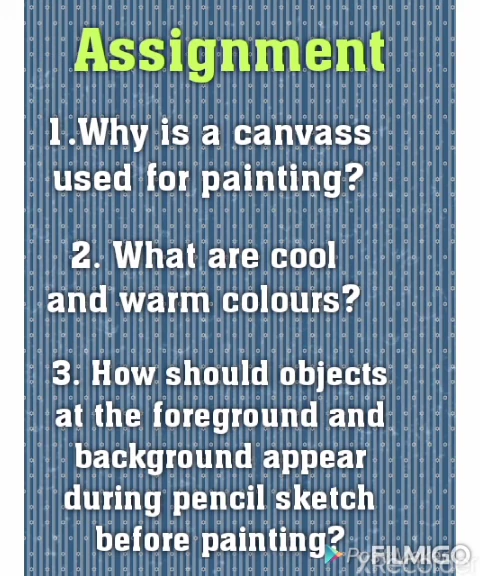 Assignment
1.Why is a canvass
used for painting?
2. What are cool
and warm colours?
3. How should objects
at the foreground and
background appear
during pencil sketch
before painting?
FILMIGO